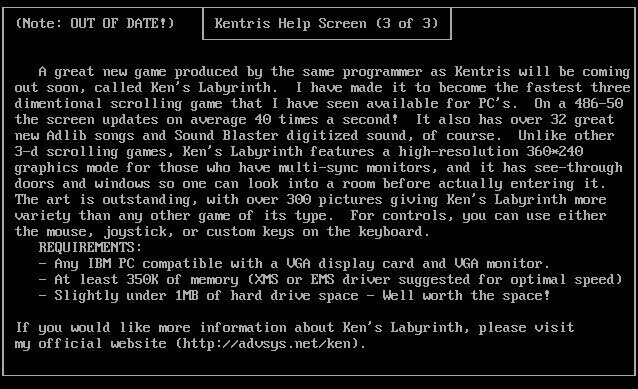 (Note: OUT OF DATE!) Kentris Help Screen (3 of 3)
A great new game produced by the same programmer as Kentris will be coming
out soon, called Ken's Labyrinth. I have made it to become the fastest three
dimentional scrolling game that I have seen available for PC's. On a 486-50
the screen updates on average 40 times a second! It also has over 32 great
new Adlib songs and Sound Blaster digitized sound, of course. Unlike other
3-d scrolling games, Ken's Labyrinth features a high-resolution 360*240
graphics mode for those who have multi-sync monitors, and it has see-through
doors and windows so one can look into a room before actually entering it.
The art is outstanding, with over 300 pictures giving Ken's Labyrinth more
variety than any other game of its type. For controls, you can use either
the mouse, joystick, or custom keys on the keyboard.
REQUIREMENTS:
- Any IBM PC compatible with a VGA display card and VGA monitor.
- At least 350K of memory (XMS or EMS driver suggested for optimal speed)
- Slightly under 1MB of hard drive space - Well worth the space!
If you would like more information about Ken's Labyrinth, please visit
my official website (http://advsys.net/ken).